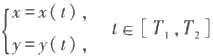 x = x ( t ) ,
t ∈ [ T₁ , T₂ ]
y = y ( t ) ,